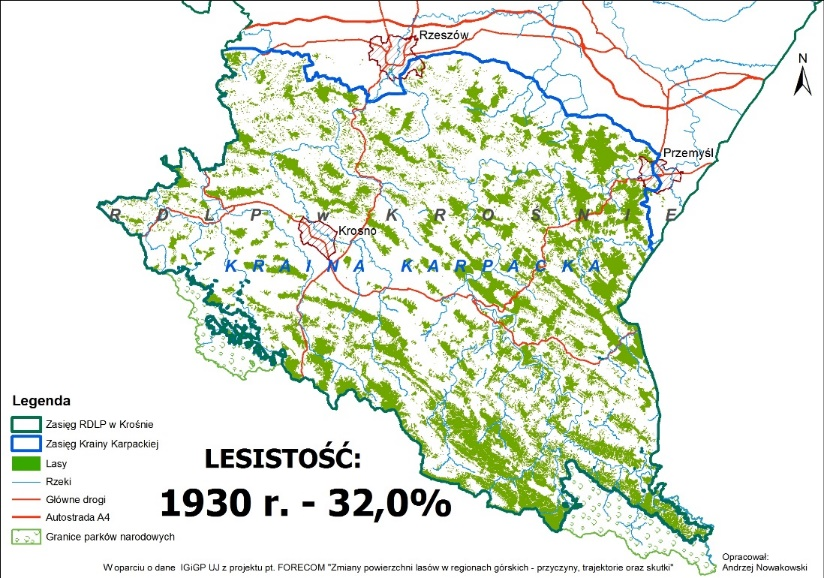 Rzeszów
N
Przemyśl
R D L P w K R O Ś N I E
Krosno
K R A I N A K A R P A C K A
Legenda
Zasięg RDLP w Krośnie
Zasięg Krainy Karpackiej
Lasy
Rzeki
Główne drogi
Autostrada A4
Granice parków narodowych
LESISTOŚĆ:
1930 r. - 32,0%
W oparciu o dane IGiGP UJ z projektu pt. FORECOM "Zmiany powierzchni lasów w regionach górskich - przyczyny, trajektorie oraz skutki"
Opracował:
Andrzej Nowakowski